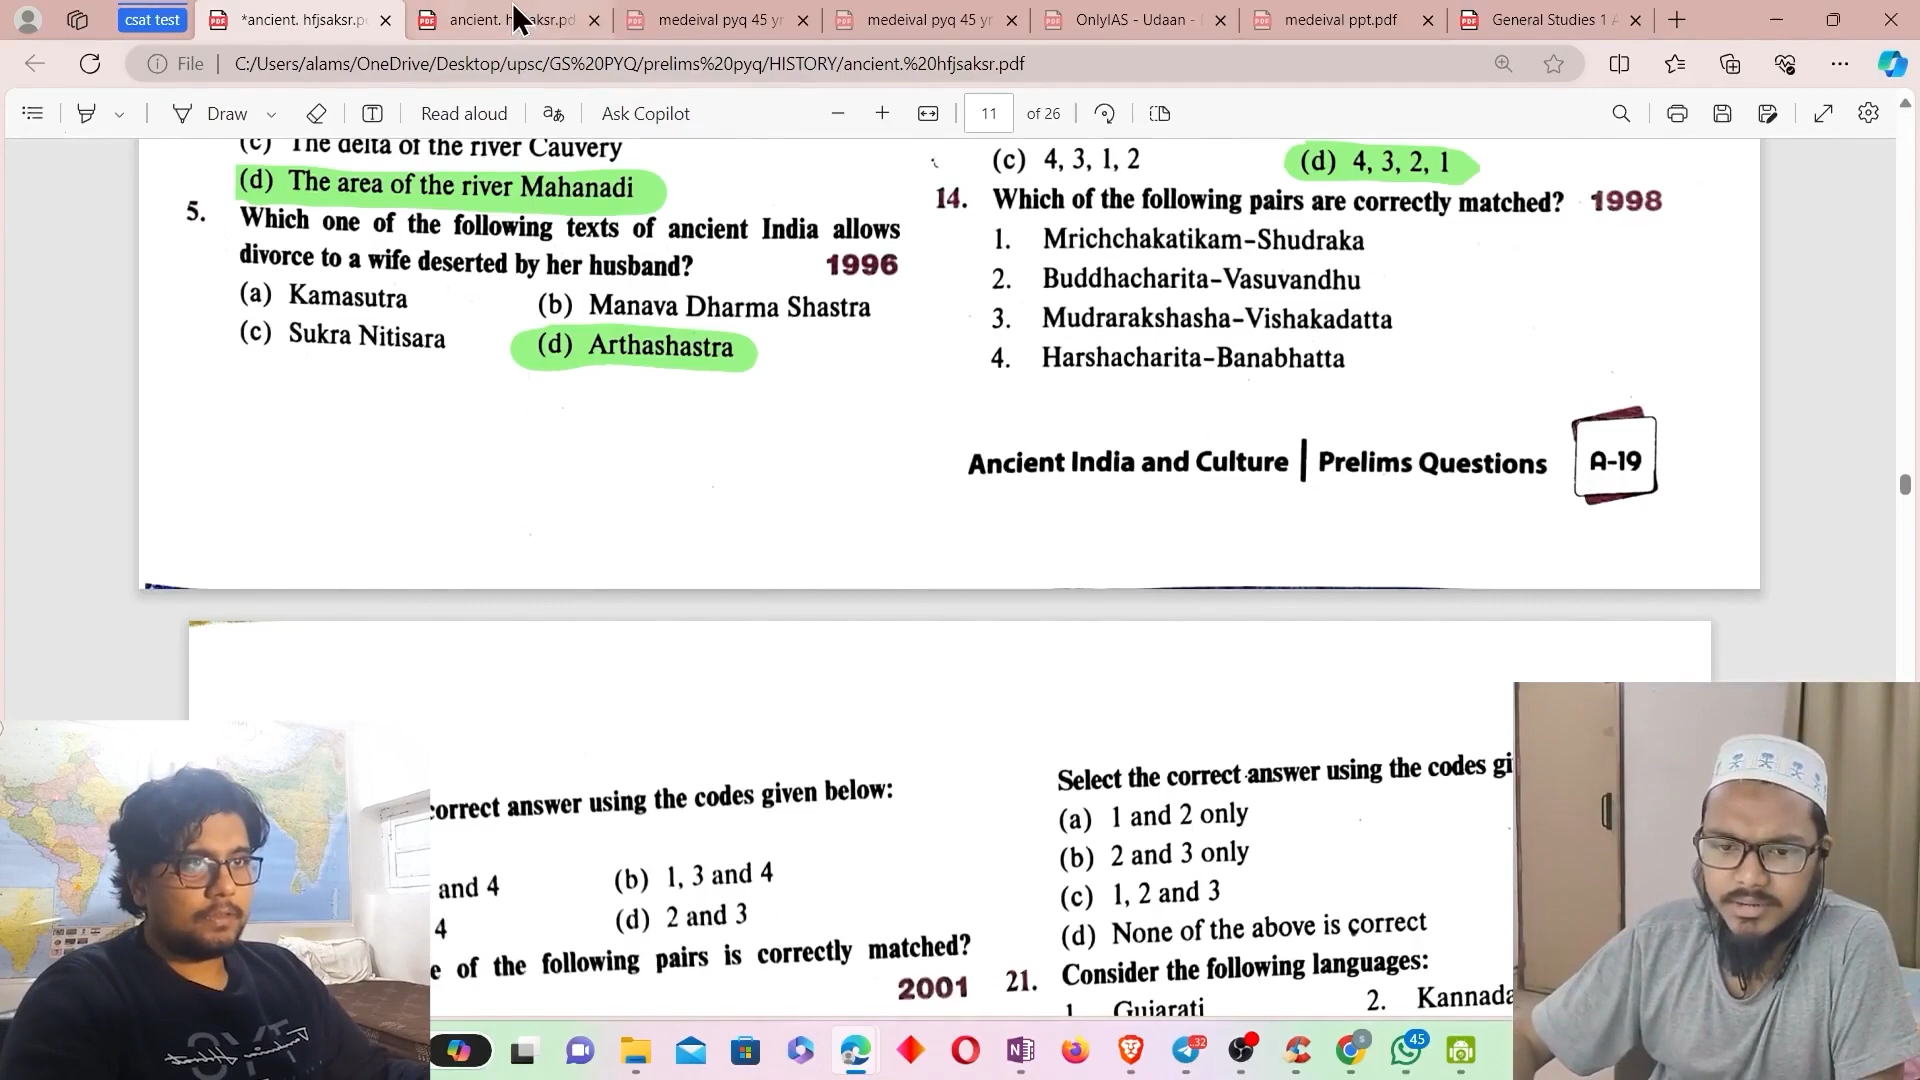 csat test
*ancient. hfjsaksr.p
ancient. h
aksr.pd
medeival pyq 45 yr
medeival pyq 45 yr
OnlyIAS - Udaan -
medeival ppt.pdf
General Studies 1
File
C:/Users/alams/OneDrive/Desktop/upsc/GS%20PYQ/prelims%20pyq/HISTORY/ancient.%20hfjsaksr.pdf
Draw
Read aloud
Ask Copilot
11 of 26
(c) The delta of the river Cauvery
(d) The area of the river Mahanadi
5. Which one of the following texts of ancient India allows
divorce to a wife deserted by her husband? 1996
(a) Kamasutra (b) Manava Dharma Shastra
(c) Sukra Nitisara (d) Arthashastra
(c) 4, 3, 1, 2 (d) 4, 3, 2, 1
14. Which of the following pairs are correctly matched? 1998
1. Mrichchakatikam–Shudraka
2. Buddhacharita–Vasuvandhu
3. Mudrarakshasha–Vishakadatta
4. Harshacharita–Banabhatta
Ancient India and Culture | Prelims Questions A-19
correct answer using the codes given below:
and 4 (b) 1, 3 and 4
4 (d) 2 and 3
e of the following pairs is correctly matched?
2001
Select the correct answer using the codes gi
(a) 1 and 2 only
(b) 2 and 3 only
(c) 1, 2 and 3
(d) None of the above is correct
21. Consider the following languages:
1. Gujarati 2. Kannada
32
45